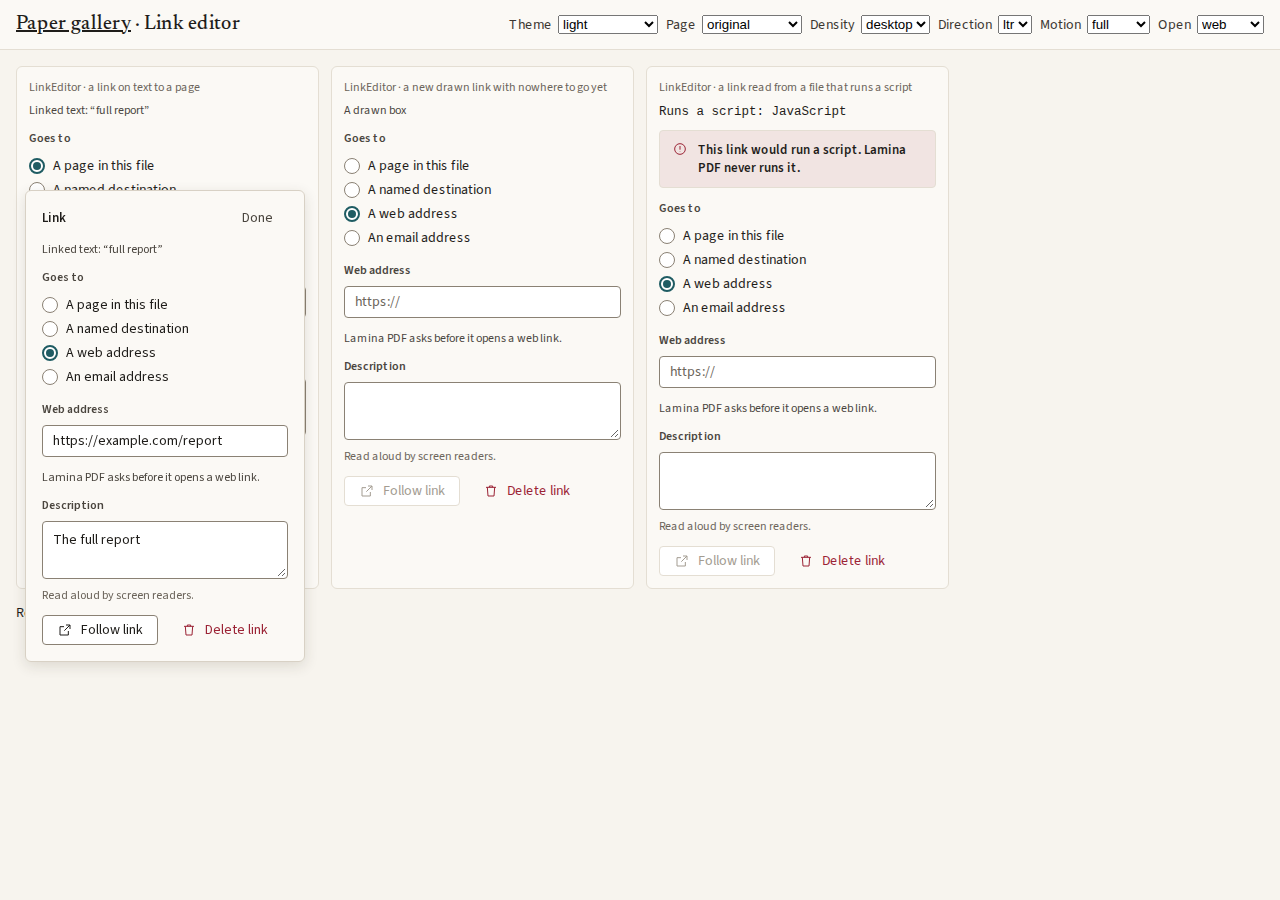 Paper gallery · Link editor
Theme light Page original Density desktop Direction ltr Motion full Open web
LinkEditor · a link on text to a page
Linked text: “full report”
Goes to
A page in this file
A named destination
Link Done
Linked text: “full report”
Goes to
A page in this file
A named destination
A web address
An email address
Web address
https://example.com/report
Lamina PDF asks before it opens a web link.
Description
The full report
Read aloud by screen readers.
Follow link Delete link
LinkEditor · a new drawn link with nowhere to go yet
A drawn box
Goes to
A page in this file
A named destination
A web address
An email address
Web address
https://
Lamina PDF asks before it opens a web link.
Description
Read aloud by screen readers.
Follow link Delete link
LinkEditor · a link read from a file that runs a script
Runs a script: JavaScript
This link would run a script. Lamina
PDF never runs it.
Goes to
A page in this file
A named destination
A web address
An email address
Web address
https://
Lamina PDF asks before it opens a web link.
Description
Read aloud by screen readers.
Follow link Delete link